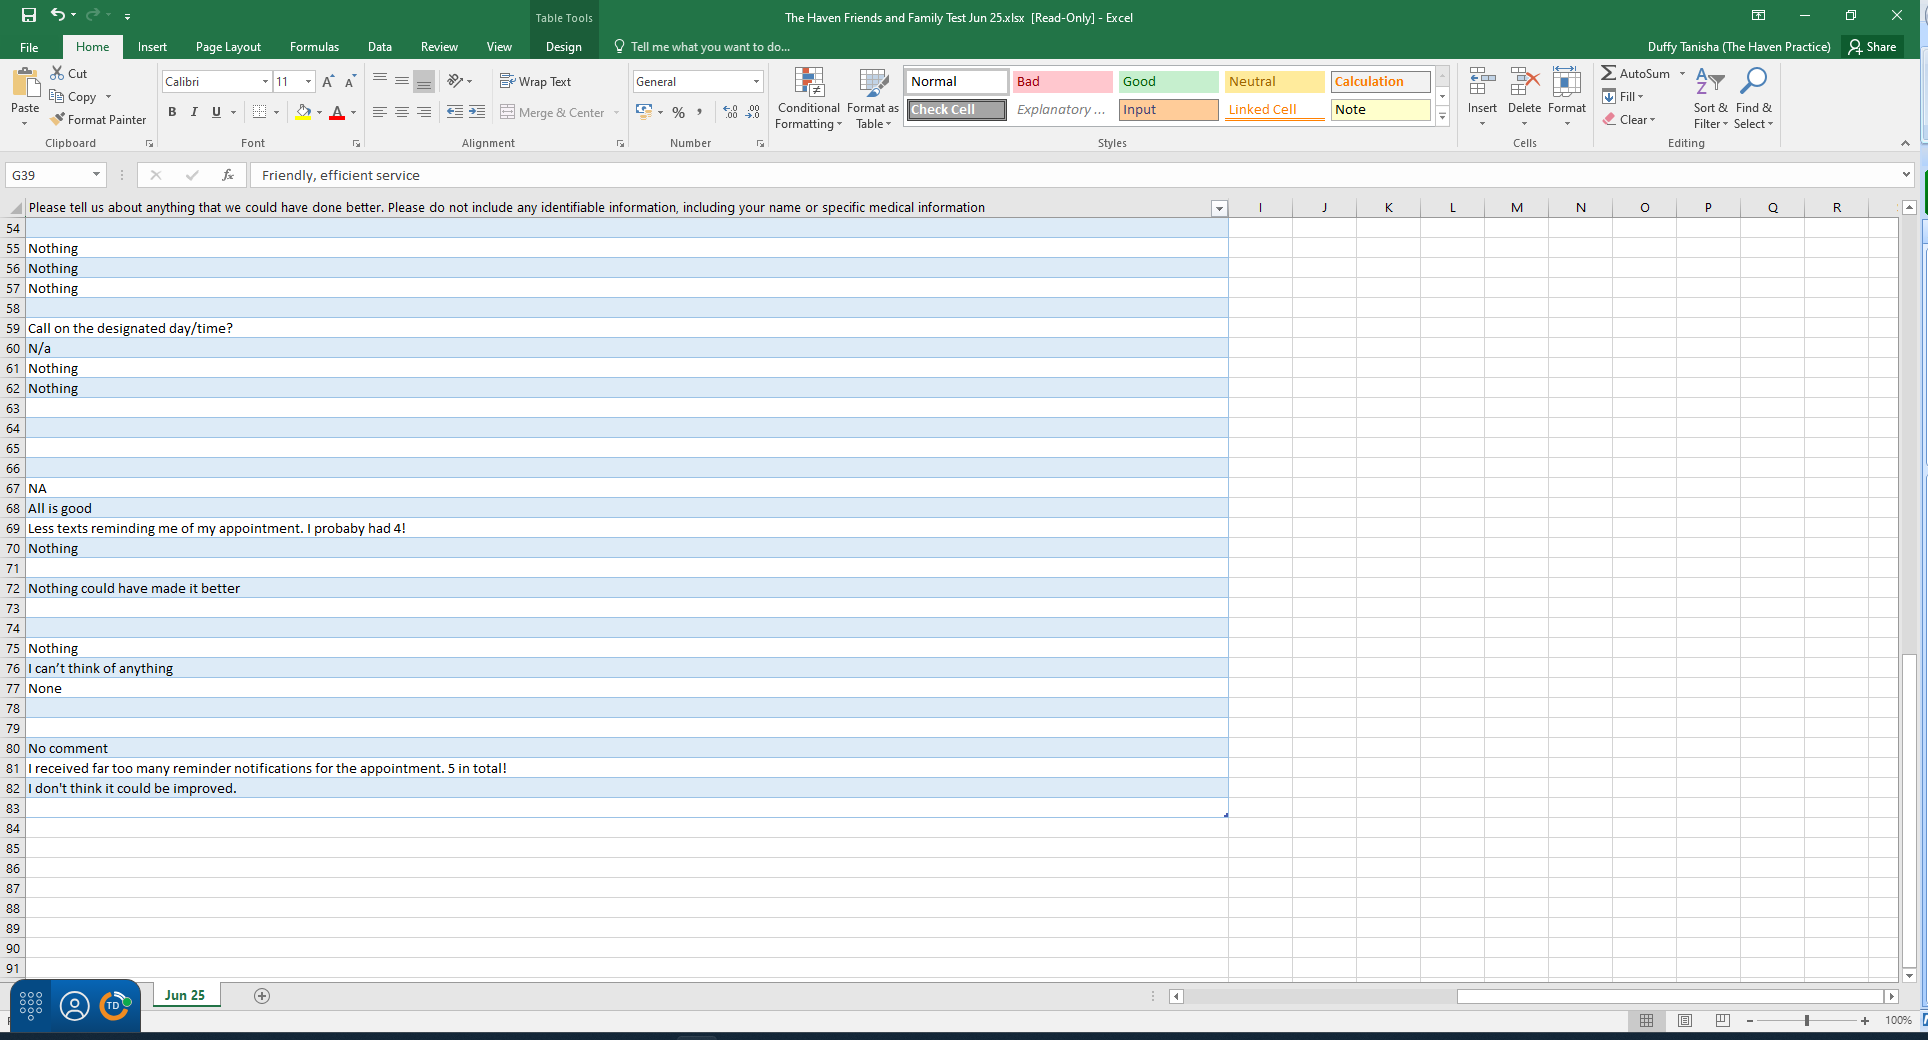 Table Tools
The Haven Friends and Family Test Jun 25.xlsx  [Read-Only] - Excel
File
Home
Insert
Page Layout
Formulas
Data
Review
View
Design
Tell me what you want to do...
Duffy Tanisha (The Haven Practice)
Share
Paste
Cut
Copy
Format Painter
Clipboard
Calibri
11
B I U
Font
Wrap Text
Merge & Center
Alignment
General
%
Number
Conditional Formatting
Format as Table
Normal
Bad
Good
Neutral
Calculation
Check Cell
Explanatory ...
Input
Linked Cell
Note
Styles
Insert
Delete
Format
Cells
AutoSum
Fill
Clear
Sort & Filter
Find & Select
Editing
G39
fx
Friendly, efficient service
Please tell us about anything that we could have done better. Please do not include any identifiable information, including your name or specific medical information
I J K L M N O P Q R
54
55 Nothing
56 Nothing
57 Nothing
58
59 Call on the designated day/time?
60 N/a
61 Nothing
62 Nothing
63
64
65
66
67 NA
68 All is good
69 Less texts reminding me of my appointment. I probaby had 4!
70 Nothing
71
72 Nothing could have made it better
73
74
75 Nothing
76 I can’t think of anything
77 None
78
79
80 No comment
81 I received far too many reminder notifications for the appointment. 5 in total!
82 I don't think it could be improved.
83
84
85
86
87
88
89
90
91
TD
Jun 25
100%